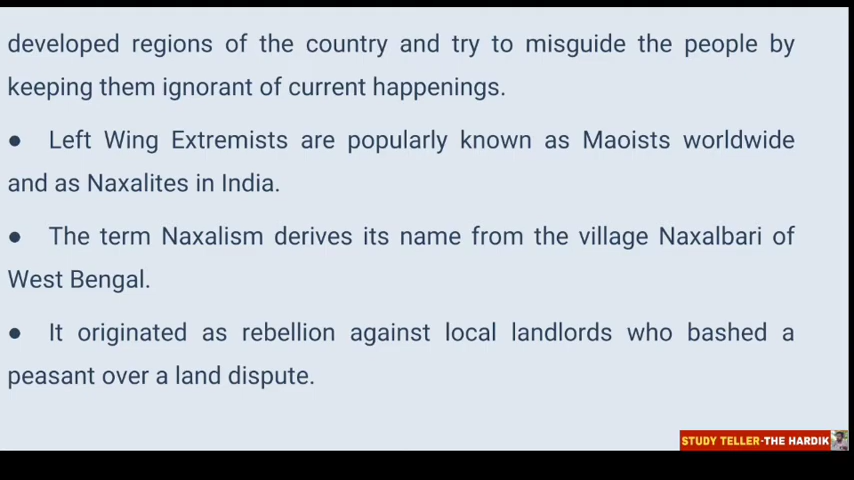 developed regions of the country and try to misguide the people by
keeping them ignorant of current happenings.
● Left Wing Extremists are popularly known as Maoists worldwide
and as Naxalites in India.
● The term Naxalism derives its name from the village Naxalbari of
West Bengal.
● It originated as rebellion against local landlords who bashed a
peasant over a land dispute.
STUDY TELLER-THE HARDIK